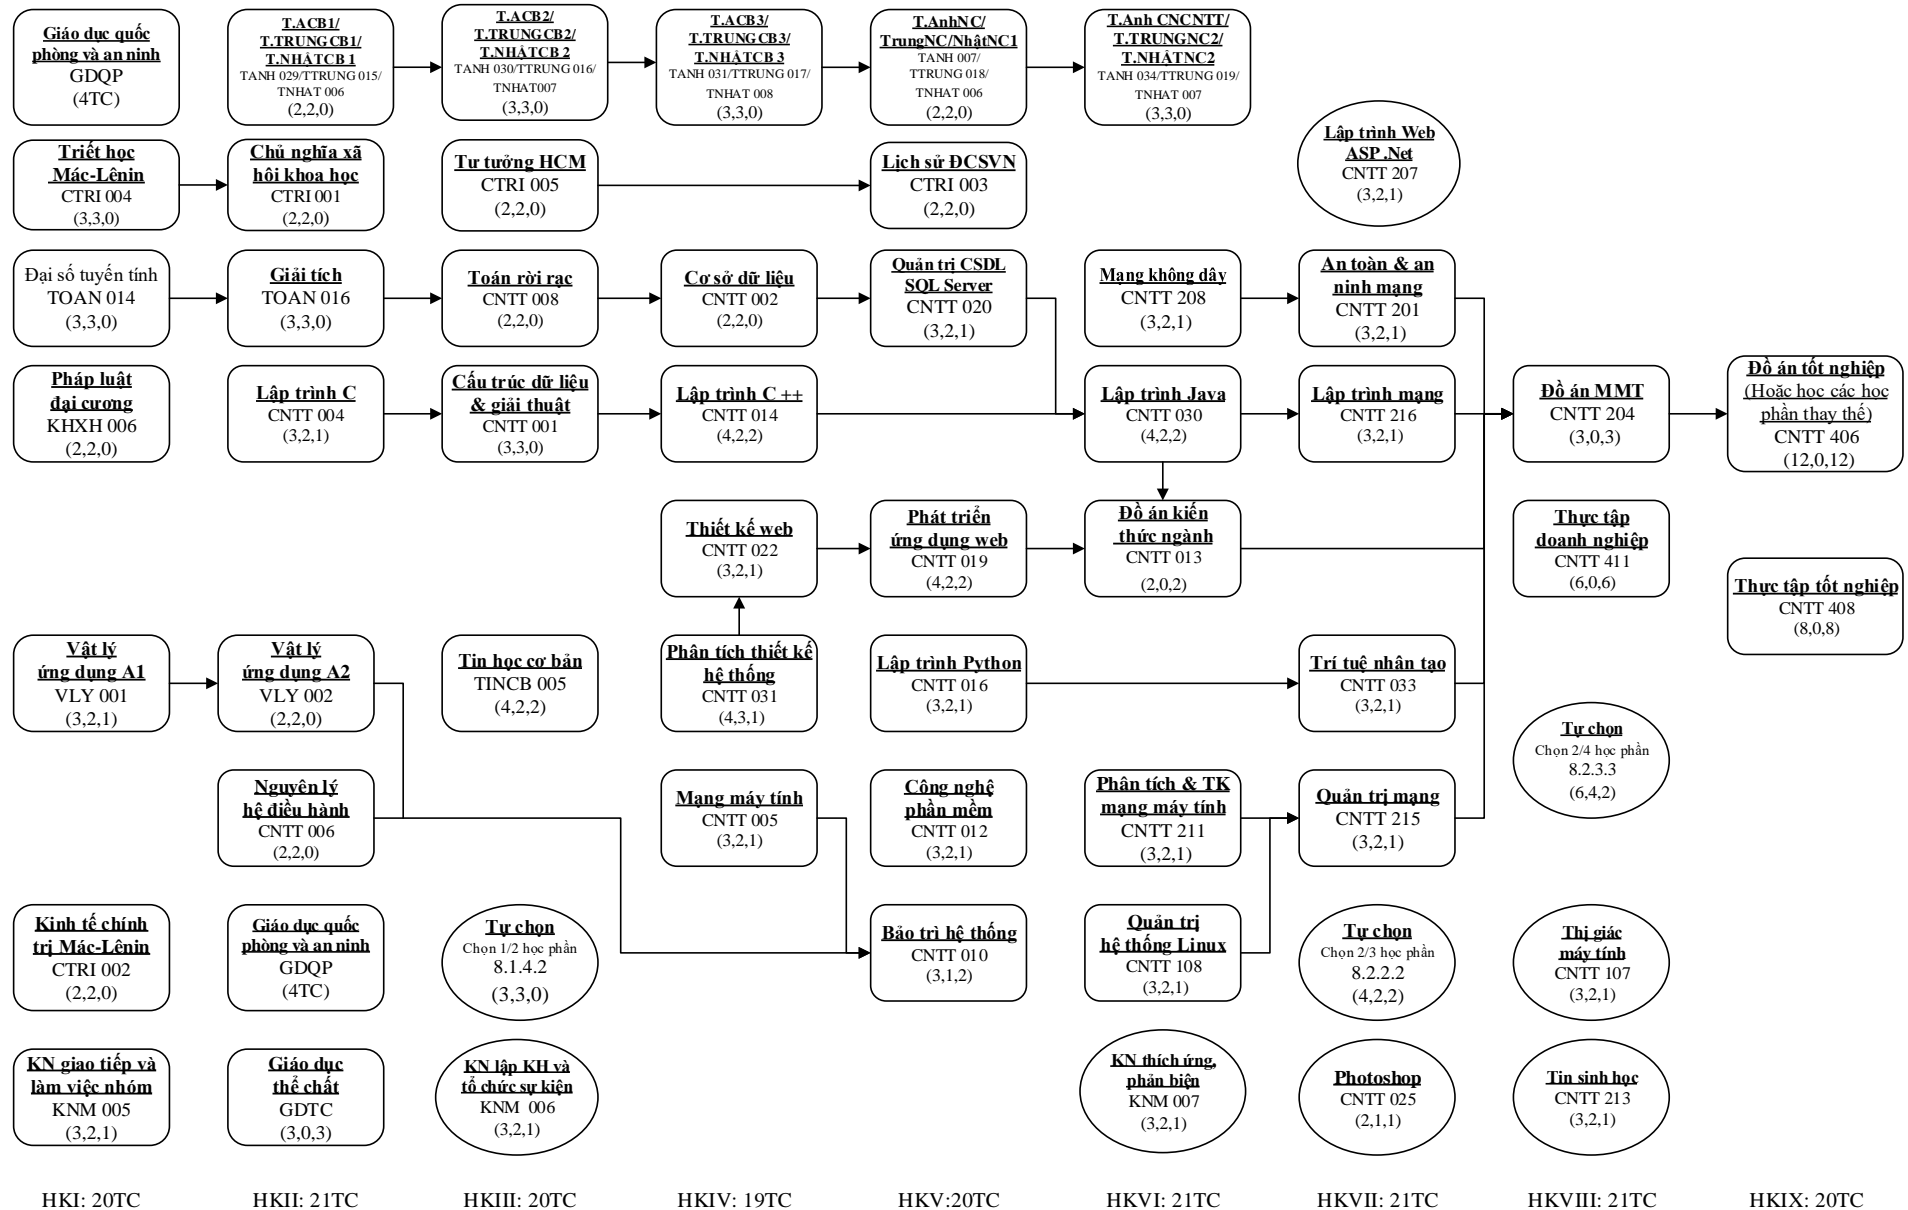 Giáo dục quốc
phòng và an ninh
GDQP
(4TC)
T.ACB1/
T.TRUNGCB1/
T.NHẬTCB1
TANH 029/TTRUNG 015/
TNHAT 006
(2,2,0)
T.ACB2/
T.TRUNGCB2/
T.NHẬTCB2
TANH 030/TTRUNG 016/
TNHAT007
(3,3,0)
T.ACB3/
T.TRUNGCB3/
T.NHẬTCB3
TANH 031/TTRUNG 017/
TNHAT 008
(3,3,0)
T.AnhNC/
TrungNC/NhậtNC1
TANH 007/
TTRUNG 018/
TNHAT 006
(2,2,0)
T.Anh CNCNTT/
T.TRUNGNC2/
T.NHẬTNC2
TANH 034/TTRUNG 019/
TNHAT 007
(3,3,0)
Lập trình Web
ASP .Net
CNTT 207
(3,2,1)
Triết học
Mác-Lênin
CTRI 004
(3,3,0)
Chủ nghĩa xã
hôi khoa học
CTRI 001
(2,2,0)
Tư tưởng HCM
CTRI 005
(2,2,0)
Lịch sử ĐCSVN
CTRI 003
(2,2,0)
Đại số tuyến tính
TOAN 014
(3,3,0)
Giải tích
TOAN 016
(3,3,0)
Toán rời rạc
CNTT 008
(2,2,0)
Cơ sở dữ liệu
CNTT 002
(2,2,0)
Quản trị CSDL
SQL Server
CNTT 020
(3,2,1)
Mạng không dây
CNTT 208
(3,2,1)
An toàn & an
ninh mạng
CNTT 201
(3,2,1)
Pháp luật
đại cương
KHXH 006
(2,2,0)
Lập trình C
CNTT 004
(3,2,1)
Cấu trúc dữ liệu
& giải thuật
CNTT 001
(3,3,0)
Lập trình C ++
CNTT 014
(4,2,2)
Lập trình Java
CNTT 030
(4,2,2)
Lập trình mạng
CNTT 216
(3,2,1)
Đồ án MMT
CNTT 204
(3,0,3)
Đồ án tốt nghiệp
(Hoặc học các học
phần thay thế)
CNTT 406
(12,0,12)
Thiết kế web
CNTT 022
(3,2,1)
Phát triển
ứng dụng web
CNTT 019
(4,2,2)
Đồ án kiến
thức ngành
CNTT 013
(2,0,2)
Thực tập
doanh nghiệp
CNTT 411
(6,0,6)
Thực tập tốt nghiệp
CNTT 408
(8,0,8)
Vật lý
ứng dụng A1
VLY 001
(3,2,1)
Vật lý
ứng dụng A2
VLY 002
(2,2,0)
Tin học cơ bản
TINCB 005
(4,2,2)
Phân tích thiết kế
hệ thống
CNTT 031
(4,3,1)
Lập trình Python
CNTT 016
(3,2,1)
Trí tuệ nhân tạo
CNTT 033
(3,2,1)
Tự chọn
Chọn 2/4 học phần
8.2.3.3
(6,4,2)
Nguyên lý
hệ điều hành
CNTT 006
(2,2,0)
Mạng máy tính
CNTT 005
(3,2,1)
Công nghệ
phần mềm
CNTT 012
(3,2,1)
Phân tích & TK
mạng máy tính
CNTT 211
(3,2,1)
Quản trị mạng
CNTT 215
(3,2,1)
Kinh tế chính
trị Mác-Lênin
CTRI 002
(2,2,0)
Giáo dục quốc
phòng và an ninh
GDQP
(4TC)
Tự chọn
Chọn 1/2 học phần
8.1.4.2
(3,3,0)
Bảo trì hệ thống
CNTT 010
(3,1,2)
Quản trị
hệ thống Linux
CNTT 108
(3,2,1)
Tự chọn
Chọn 2/3 học phần
8.2.2.2
(4,2,2)
Thị giác
máy tính
CNTT 107
(3,2,1)
KN giao tiếp và
làm việc nhóm
KNM 005
(3,2,1)
Giáo dục
thể chất
GDTC
(3,0,3)
KN lập KH và
tổ chức sự kiện
KNM 006
(3,2,1)
KN thích ứng,
phản biện
KNM 007
(3,2,1)
Photoshop
CNTT 025
(2,1,1)
Tin sinh học
CNTT 213
(3,2,1)
HKI: 20TC
HKII: 21TC
HKIII: 20TC
HKIV: 19TC
HKV:20TC
HKVI: 21TC
HKVII: 21TC
HKVIII: 21TC
HKIX: 20TC